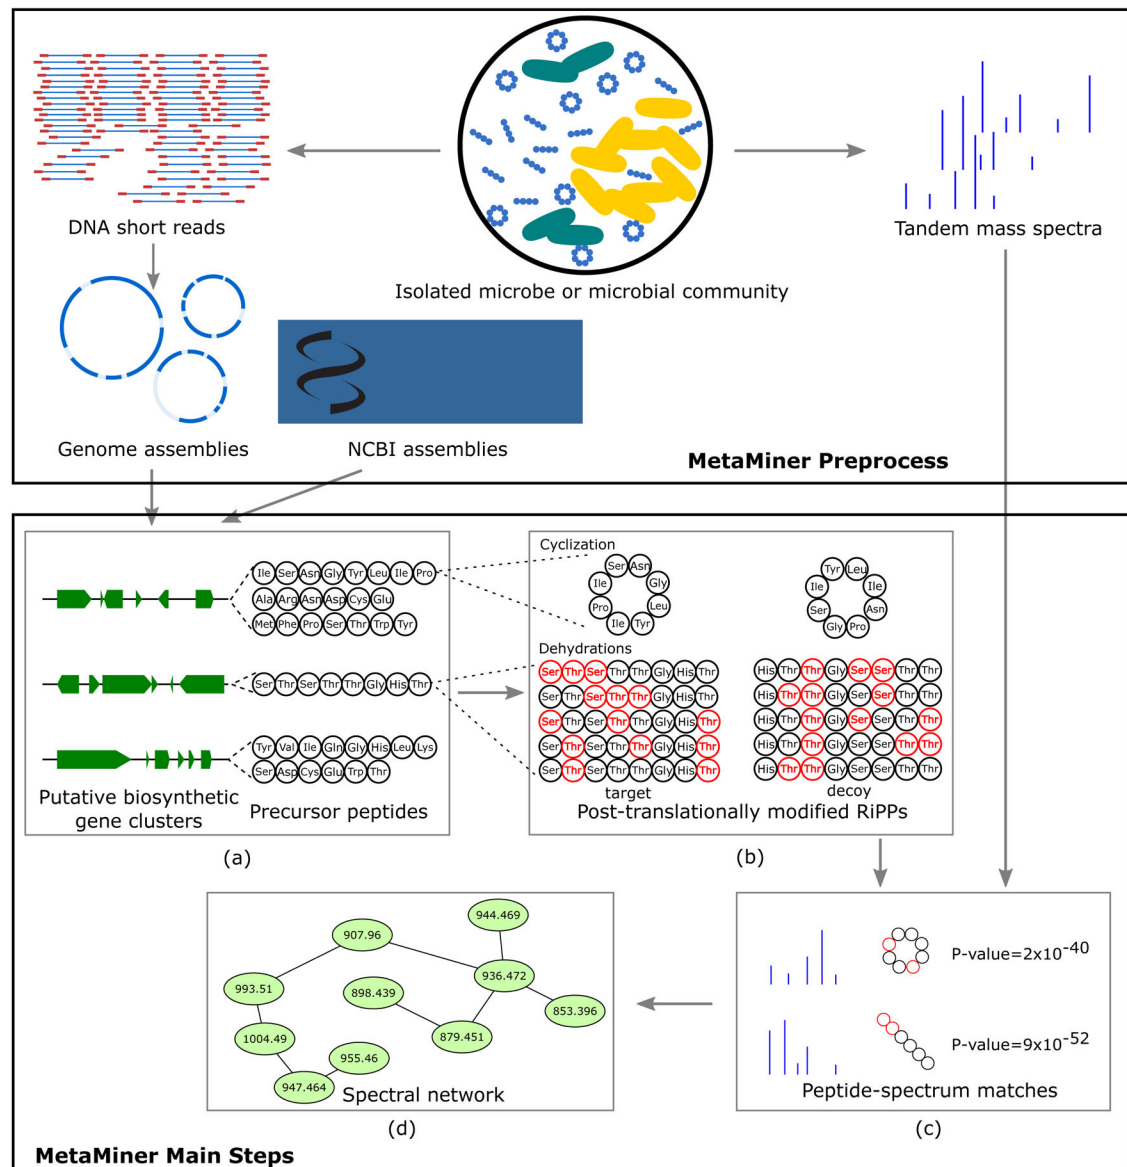 DNA short reads
Isolated microbe or microbial community
Tandem mass spectra
Genome assemblies
NCBI assemblies
MetaMiner Preprocess
Ile Ser Asn Gly Tyr Leu Ile Pro
Ala Arg Asn Asp Cys Glu
Met Phe Pro Ser Thr Trp Tyr
Ser Thr Ser Thr Thr Gly His Thr
Tyr Val Ile Gln Gly His Leu Lys
Ser Asp Cys Glu Trp Thr
Putative biosynthetic
gene clusters
Precursor peptides
(a)
Cyclization
Ser Asn
Ile Gly
Pro Leu
Ile Tyr
Tyr Leu
Ile Ile
Ser Asn
Gly Pro
Dehydrations
Ser Thr Ser Thr Thr Gly His Thr
Ser Thr Ser Thr Thr Gly His Thr
Ser Thr Ser Thr Thr Gly His Thr
Ser Thr Ser Thr Thr Gly His Thr
Ser Thr Ser Thr Thr Gly His Thr
target
His Thr Thr Gly Ser Ser Thr Thr
His Thr Thr Gly Ser Ser Thr Thr
His Thr Thr Gly Ser Ser Thr Thr
His Thr Thr Gly Ser Ser Thr Thr
His Thr Thr Gly Ser Ser Thr Thr
decoy
Post-translationally modified RiPPs
(b)
P-value=2x10-40
P-value=9x10-52
Peptide-spectrum matches
(c)
944.469
907.96
936.472
993.51
898.439
853.396
1004.49
879.451
955.46
947.464
Spectral network
(d)
MetaMiner Main Steps